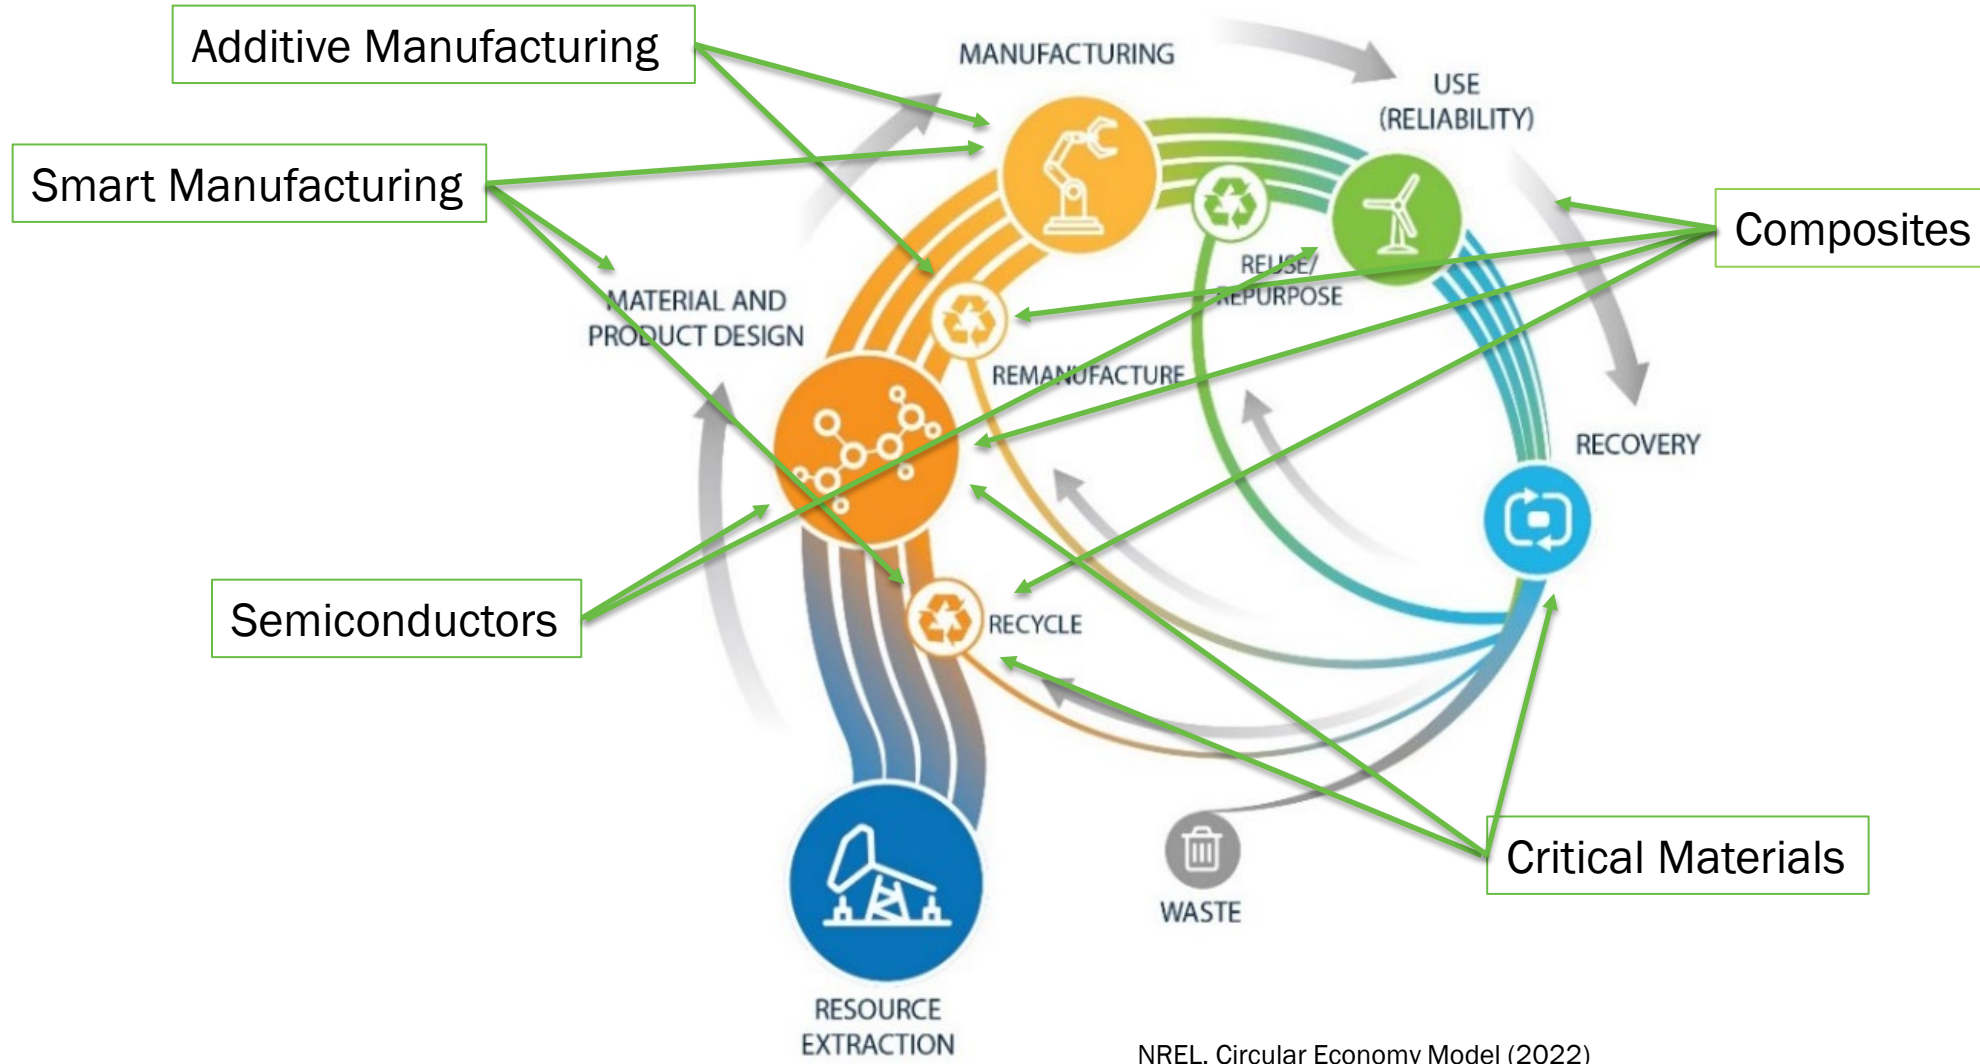 Additive Manufacturing
MANUFACTURING
USE
(RELIABILITY)
Smart Manufacturing
Composites
REUSE/
REPURPOSE
MATERIAL AND
PRODUCT DESIGN
REMANUFACTURE
RECOVERY
Semiconductors
RECYCLE
Critical Materials
WASTE
RESOURCE
EXTRACTION
NREL. Circular Economy Model (2022)